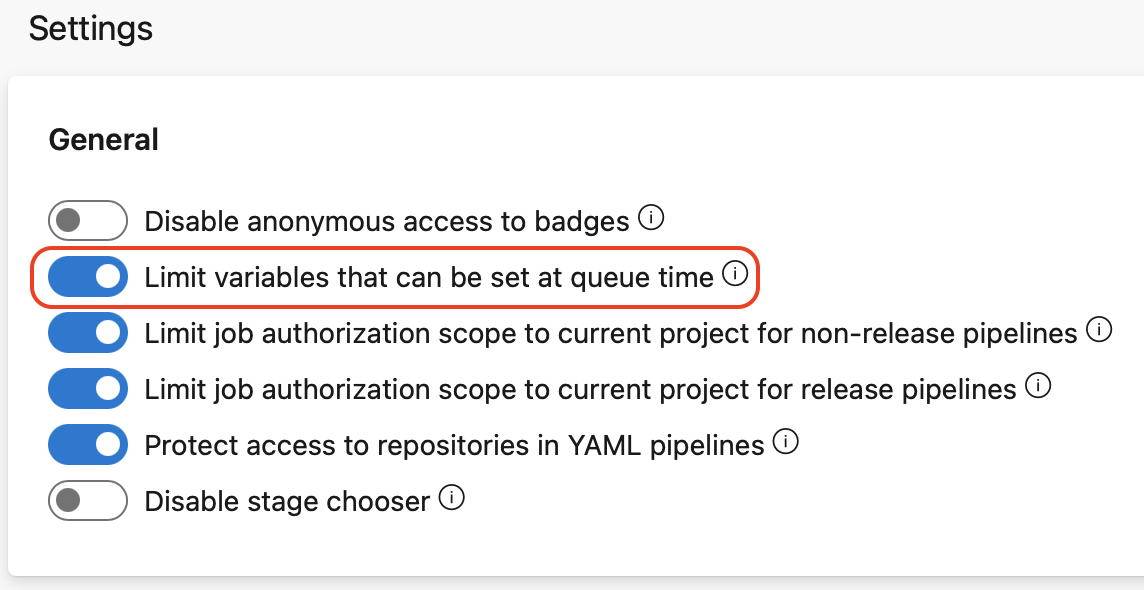 Settings
General
Disable anonymous access to badges
Limit variables that can be set at queue time
Limit job authorization scope to current project for non-release pipelines
Limit job authorization scope to current project for release pipelines
Protect access to repositories in YAML pipelines
Disable stage chooser